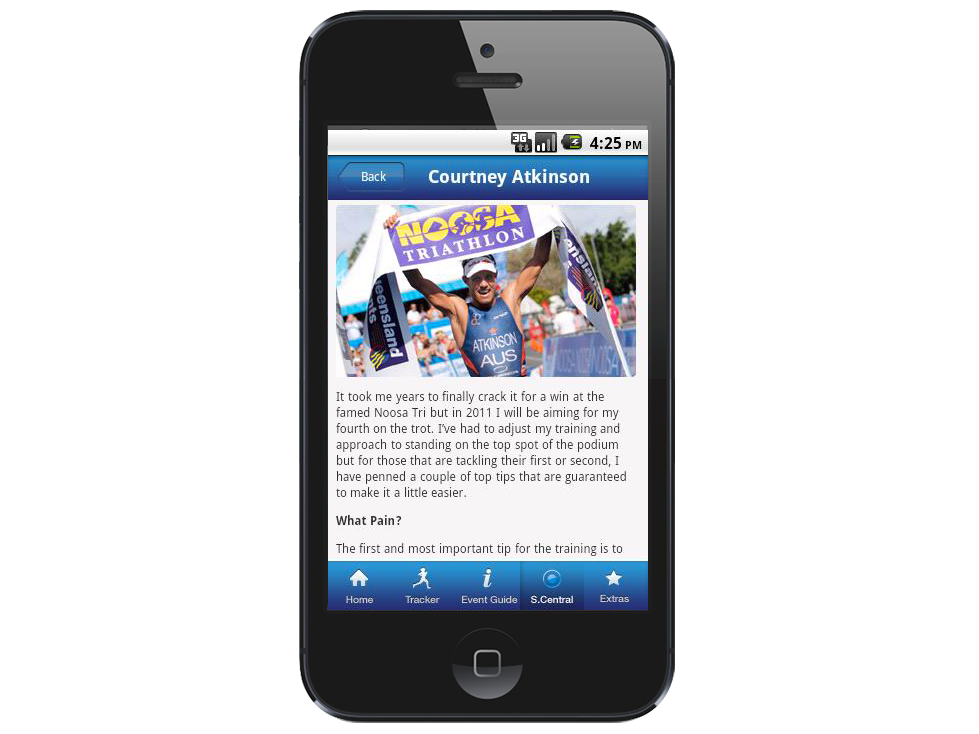 3G
4:25 PM
Back
Courtney Atkinson
NOOSA
TRIATHLON
ueensland
nts
eensland
ATKINSON
AUS
It took me years to finally crack it for a win at the
famed Noosa Tri but in 2011 I will be aiming for my
fourth on the trot. I've had to adjust my training and
approach to standing on the top spot of the podium
but for those that are tackling their first or second, I
have penned a couple of top tips that are guaranteed
to make it a little easier.
What Pain?
The first and most important tip for the training is to
Home
Tracker
Event Guide
S.Central
Extras